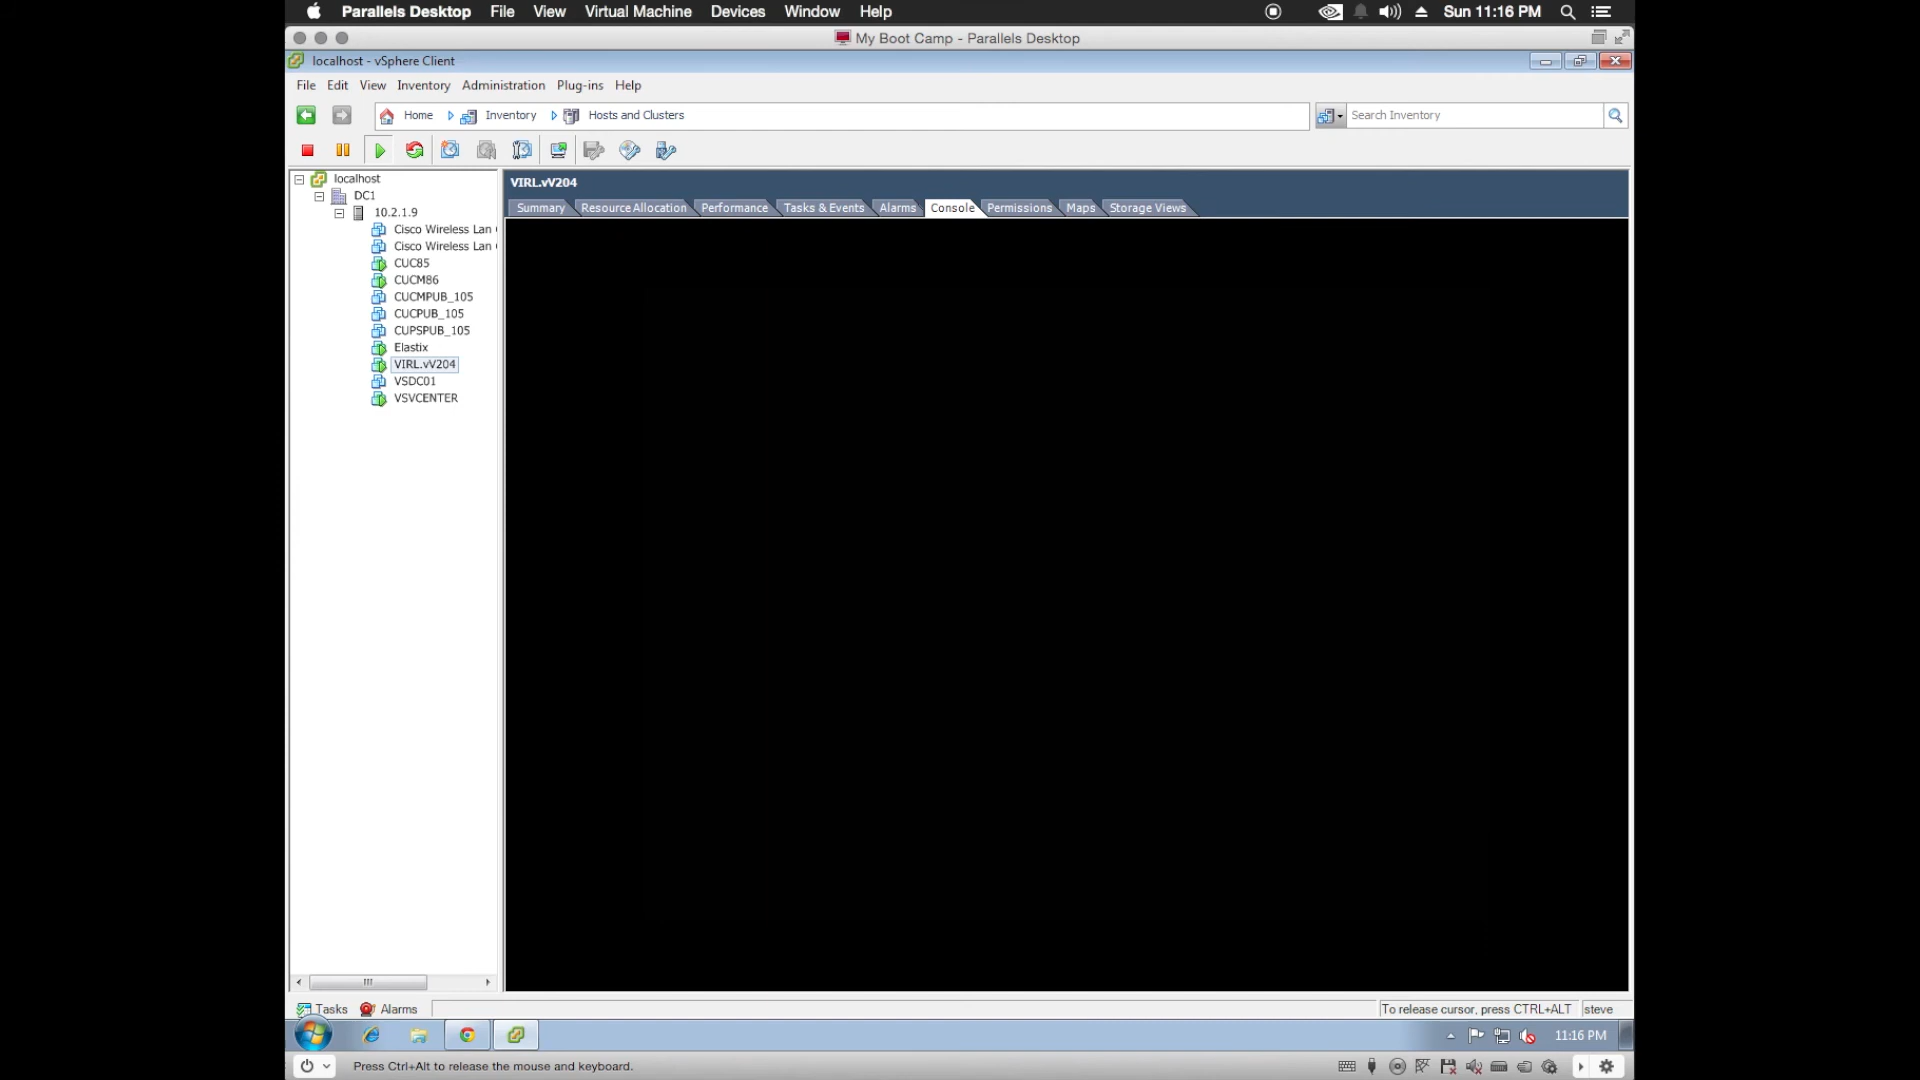 Parallels Desktop File View Virtual Machine Devices Window Help Sun 11:16 PM
My Boot Camp - Parallels Desktop
localhost - vSphere Client
File Edit View Inventory Administration Plug-ins Help
Home Inventory Hosts and Clusters Search Inventory
localhost
DC1
10.2.1.9
Cisco Wireless Lan
Cisco Wireless Lan
CUC85
CUCM86
CUCMPUB_105
CUCPUB_105
CUPSPUB_105
Elastix
VIRL.vV204
VSDC01
VSVCENTER
VIRL.vV204
Summary Resource Allocation Performance Tasks & Events Alarms Console Permissions Maps Storage Views
Tasks Alarms To release cursor, press CTRL+ALT steve
11:16 PM
Press Ctrl+Alt to release the mouse and keyboard.